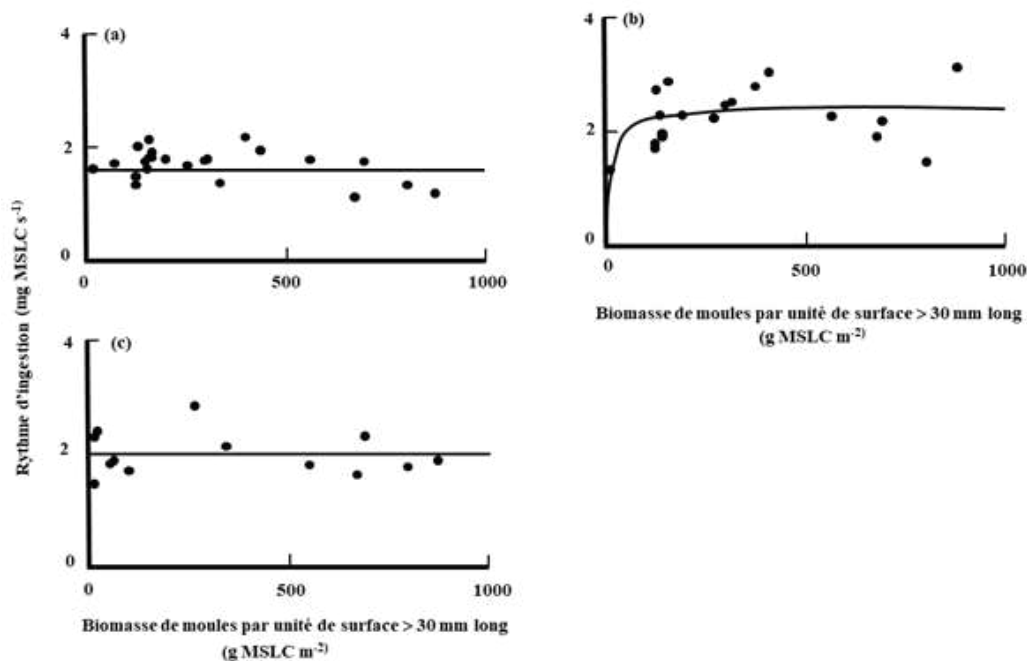 4
(a)
2
0
0
500
1000
4
(b)
2
0
0
500
1000
Biomasse de moules par unité de surface > 30 mm long
(g MSLC m-2)
Rythme d'ingestion (mg MSLC s-1)
4
(c)
2
0
0
500
1000
Biomasse de moules par unité de surface > 30 mm long
(g MSLC m-2)